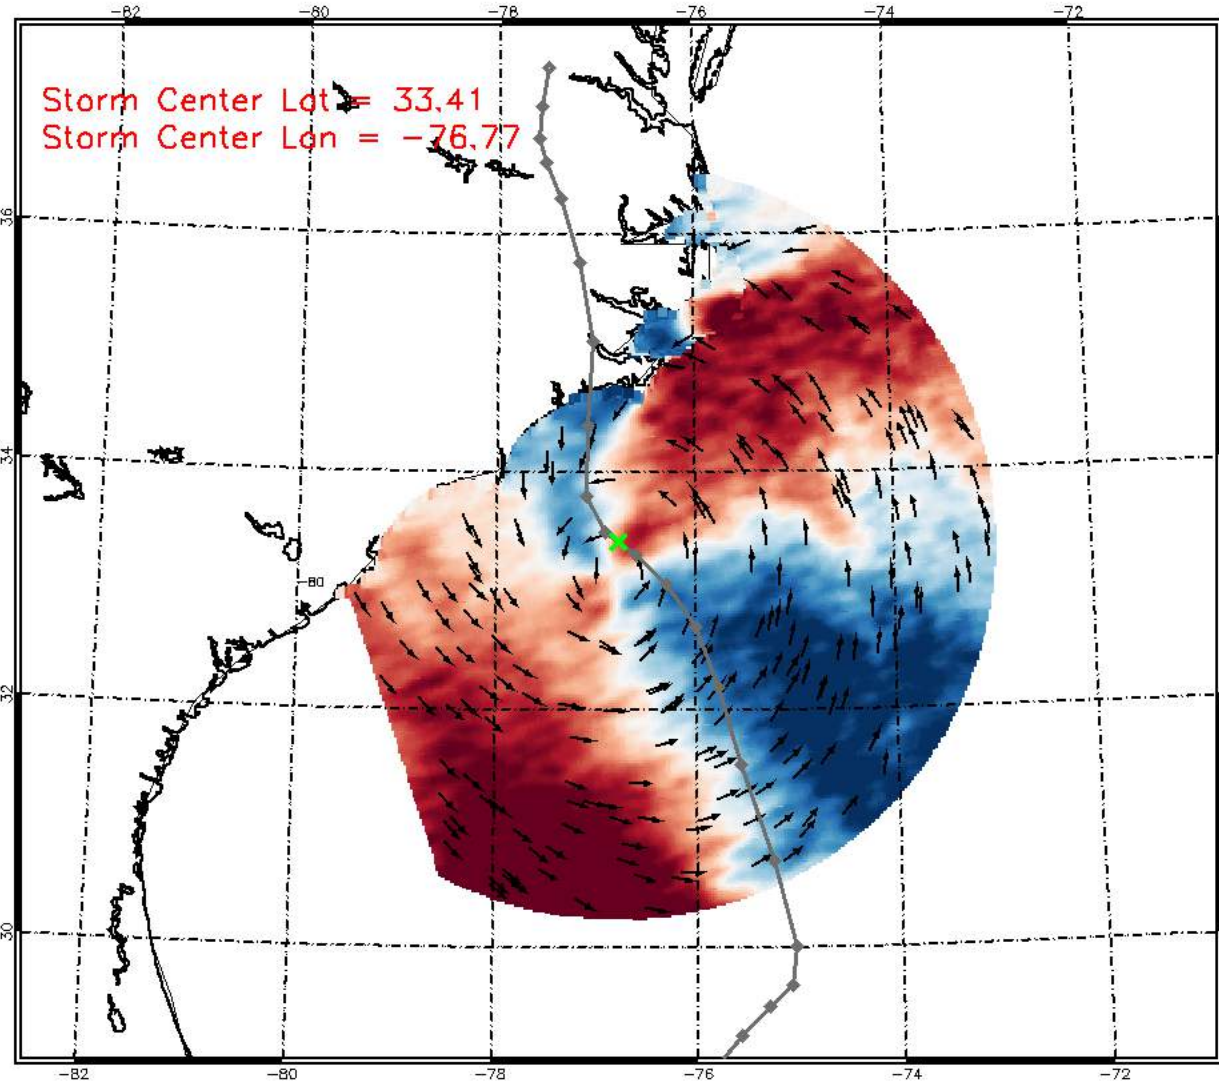 -82 -80 -78 -76 -74 -72
Storm Center Lat = 33.41
Storm Center Lon = -76.77
36
34
-80
32
30
-82 -80 -78 -76 -74 -72